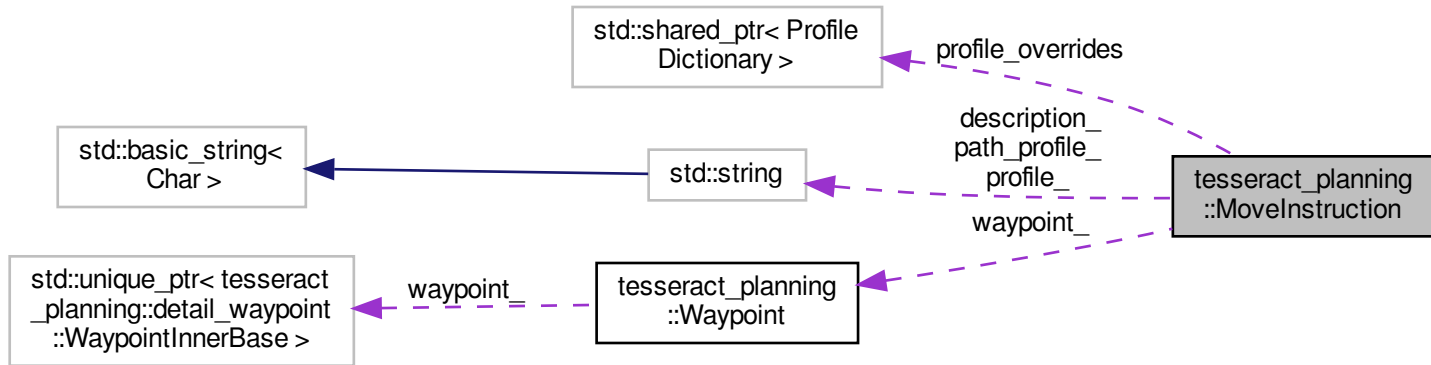 std::shared_ptr< Profile
Dictionary >
profile_overrides
std::basic_string<
Char >
std::string
description_
path_profile_
profile_
tesseract_planning
::MoveInstruction
waypoint_
std::unique_ptr< tesseract
_planning::detail_waypoint
::WaypointInnerBase >
waypoint_
tesseract_planning
::Waypoint